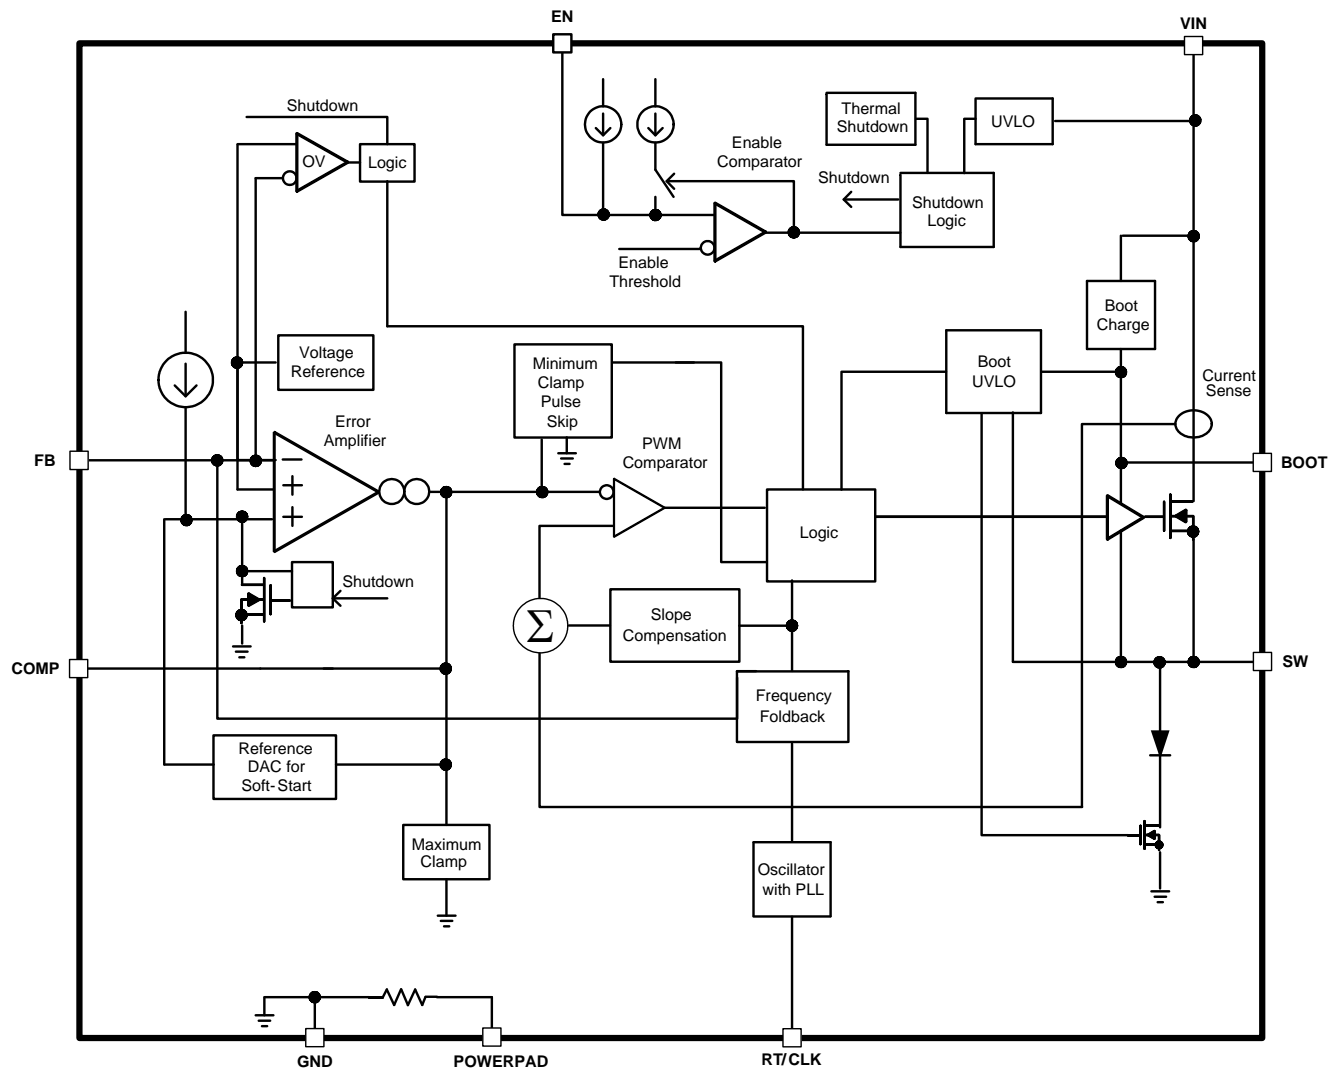 EN
VIN
Shutdown
OV
Logic
Enable
Comparator
Thermal
Shutdown
UVLO
Shutdown
Shutdown
Logic
Enable
Threshold
Boot
Charge
Voltage
Reference
Minimum
Clamp
Pulse
Skip
Boot
UVLO
Current
Sense
Error
Amplifier
PWM
Comparator
FB
−
+
+
BOOT
Logic
Shutdown
Σ
Slope
Compensation
COMP
SW
Frequency
Foldback
Reference
DAC for
Soft-Start
Maximum
Clamp
Oscillator
with PLL
GND
POWERPAD
RT/CLK